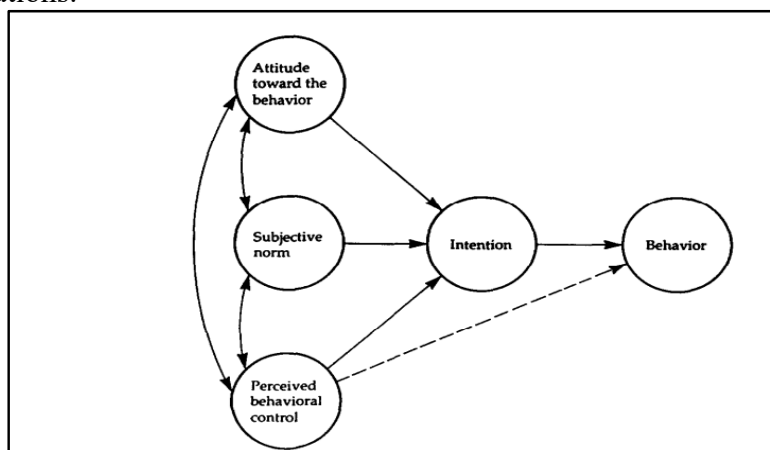 Attitude
toward the
behavior
Subjective
norm
Intention
Behavior
Perceived
behavioral
control